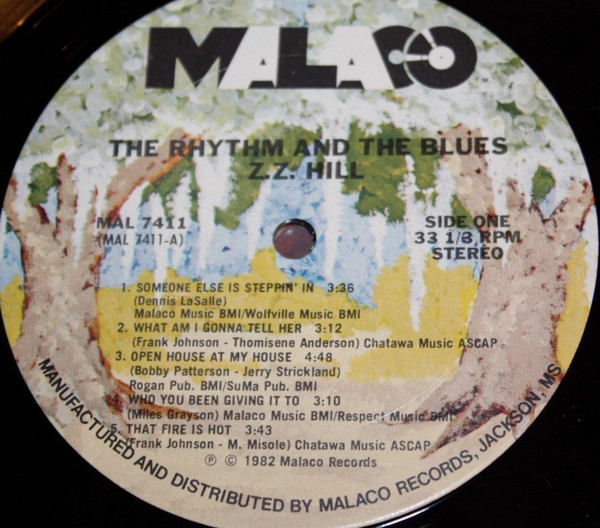 MALACO
THE RHYTHM AND THE BLUES
Z.Z. HILL
MAL 7411
(MAL 7411-A)
SIDE ONE
33 1/3 RPM
STEREO
1. SOMEONE ELSE IS STEPPIN' IN 3:36
(Dennis LaSalle)
Malaco Music BMI/Wolfville Music BMI
2. WHAT AM I GONNA TELL HER 3:12
(Frank Johnson - Thomisene Anderson) Chatawa Music ASCAP
3. OPEN HOUSE AT MY HOUSE 4:48
(Bobby Patterson - Jerry Strickland)
Rogan Pub. BMI/SuMa Pub. BMI
4. WHO YOU BEEN GIVING IT TO 3:10
(Miles Grayson) Malaco Music BMI/Respect Music BMI
5. THAT FIRE IS HOT 3:43
(Frank Johnson - M. Misole) Chatawa Music ASCAP
℗ © 1982 Malaco Records
MANUFACTURED AND DISTRIBUTED BY MALACO RECORDS, JACKSON, MS